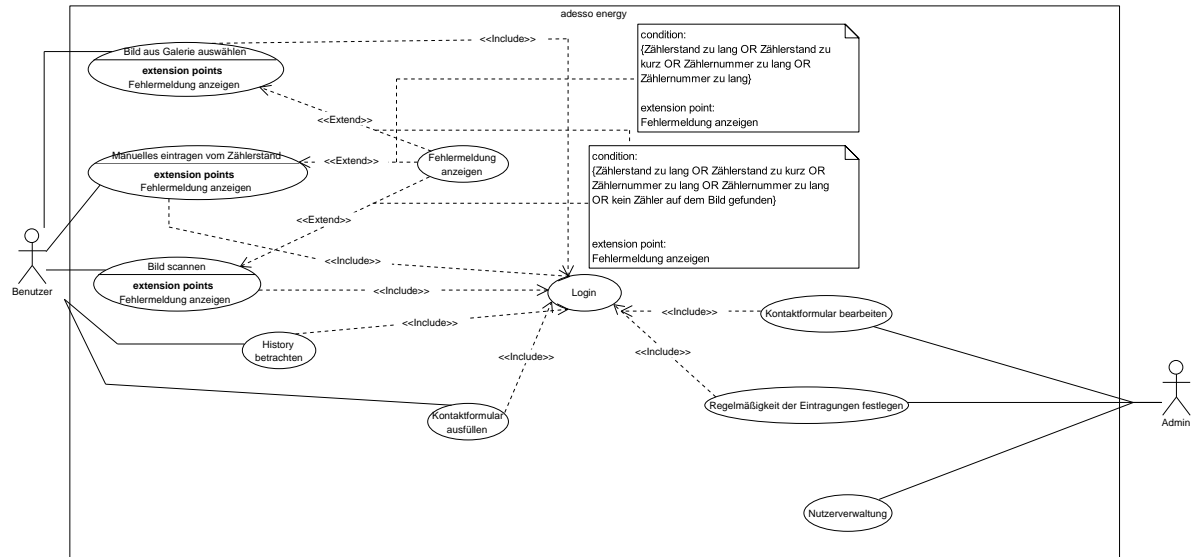 adesso energy
Bild aus Galerie auswählen
extension points
Fehlermeldung anzeigen
<<Include>>
condition:
{Zählerstand zu lang OR Zählerstand zu
kurz OR Zählernummer zu lang OR
Zählernummer zu lang}
extension point:
Fehlermeldung anzeigen
<<Extend>>
Manuelles eintragen vom Zählerstand
extension points
Fehlermeldung anzeigen
<<Extend>>
Fehlermeldung
anzeigen
condition:
{Zählerstand zu lang OR Zählerstand zu kurz OR
Zählernummer zu lang OR Zählernummer zu lang
OR kein Zähler auf dem Bild gefunden}
extension point:
Fehlermeldung anzeigen
<<Extend>>
Benutzer
Bild scannen
extension points
Fehlermeldung anzeigen
<<Include>>
<<Include>>
Login
<<Include>>
History
betrachten
<<Include>>
Kontaktformular
ausfüllen
<<Include>>
Kontaktformular bearbeiten
<<Include>>
Regelmäßigkeit der Eintragungen festlegen
Admin
Nutzerverwaltung